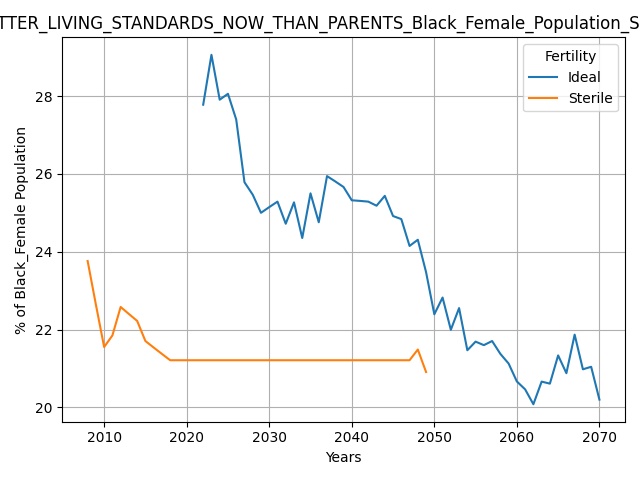 TTER_LIVING_STANDARDS_NOW_THAN_PARENTS_Black_Female_Population_S
Fertility
Ideal
Sterile
% of Black_Female Population
28
26
24
22
20
2010 2020 2030 2040 2050 2060 2070
Years